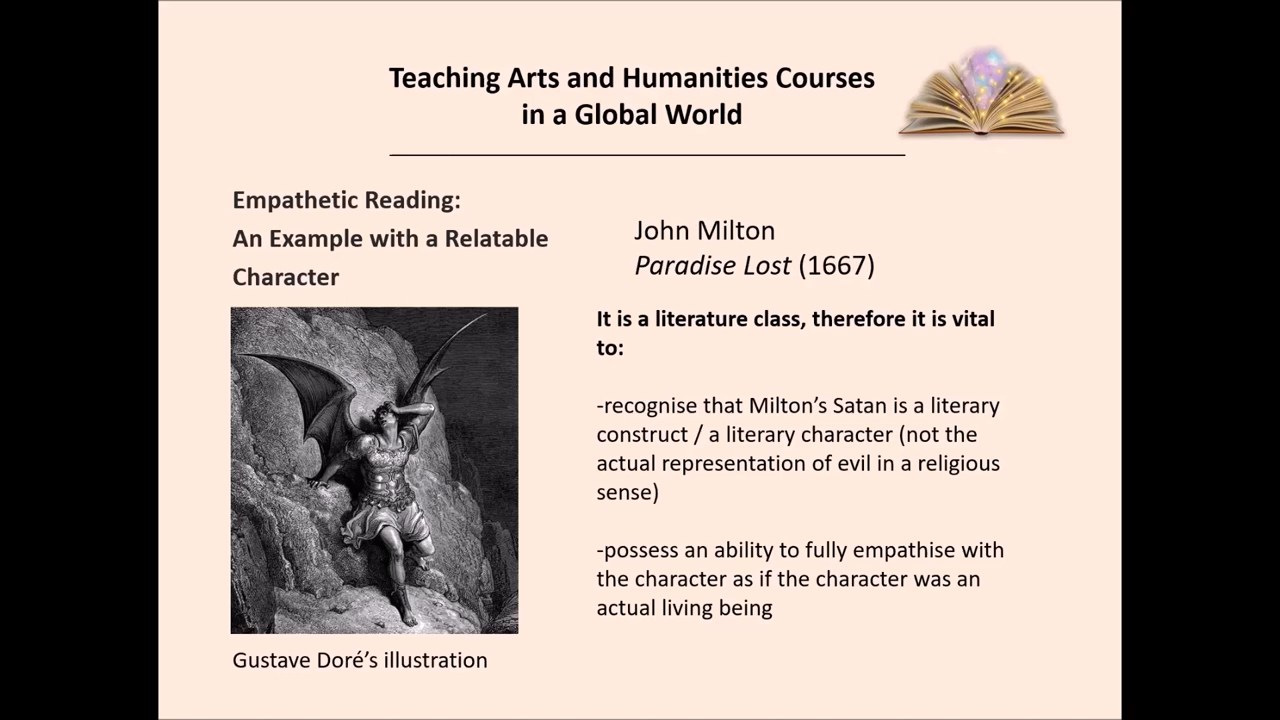 Teaching Arts and Humanities Courses
in a Global World
Empathetic Reading:
An Example with a Relatable
Character
John Milton
Paradise Lost (1667)
It is a literature class, therefore it is vital
to:
-recognise that Milton’s Satan is a literary
construct / a literary character (not the
actual representation of evil in a religious
sense)
-possess an ability to fully empathise with
the character as if the character was an
actual living being
Gustave Doré’s illustration